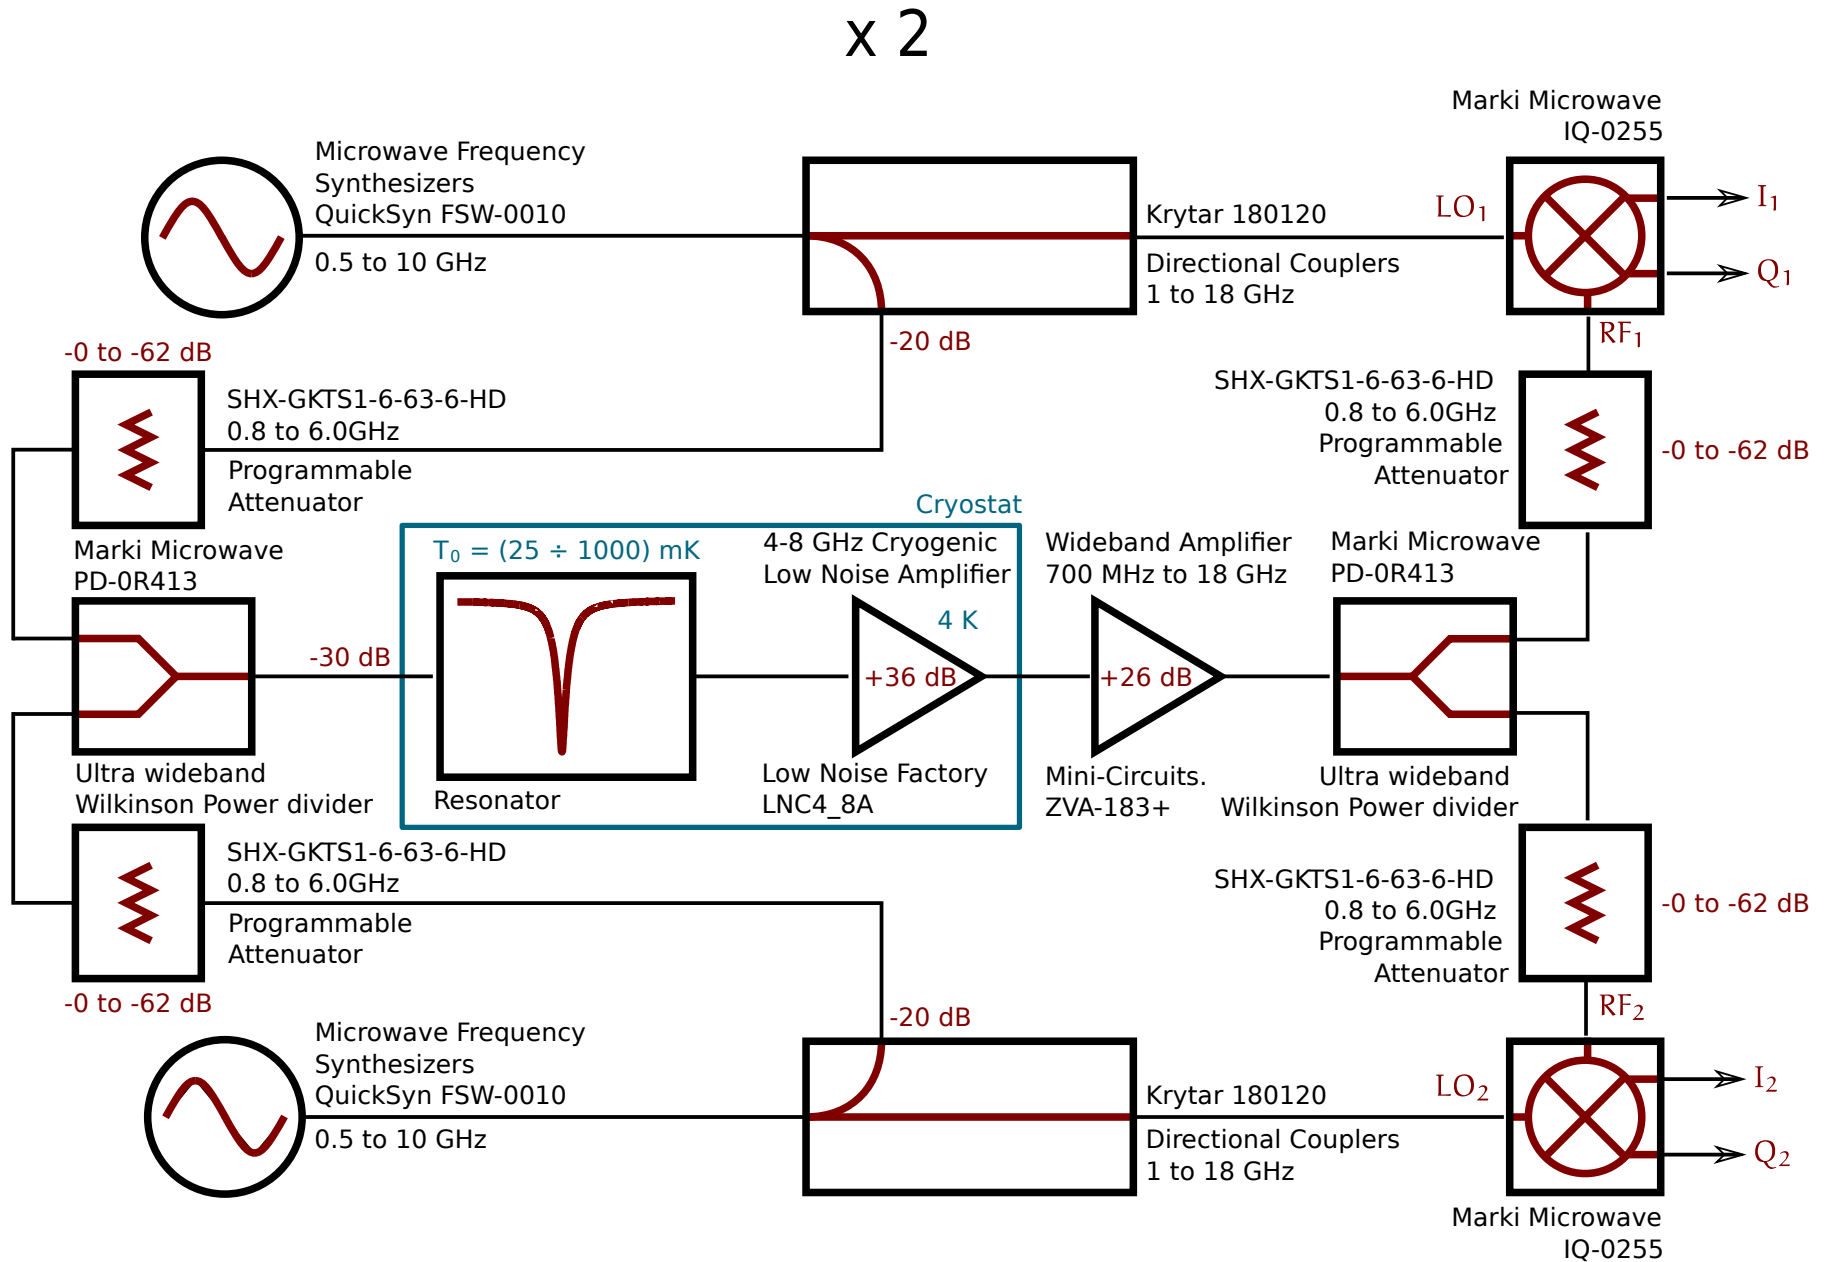 x 2
Marki Microwave
IQ-0255
Microwave Frequency
Synthesizers
QuickSyn FSW-0010
0.5 to 10 GHz
Krytar 180120
Directional Couplers
1 to 18 GHz
LO1
I1
Q1
RF1
-20 dB
-0 to -62 dB
SHX-GKTS1-6-63-6-HD
0.8 to 6.0GHz
Programmable
Attenuator
SHX-GKTS1-6-63-6-HD
0.8 to 6.0GHz
Programmable
Attenuator
-0 to -62 dB
Cryostat
Marki Microwave
PD-0R413
T0 = (25 ÷ 1000) mK
4-8 GHz Cryogenic
Low Noise Amplifier
4 K
Wideband Amplifier
700 MHz to 18 GHz
Marki Microwave
PD-0R413
-30 dB
+36 dB
+26 dB
Ultra wideband
Wilkinson Power divider
Resonator
Low Noise Factory
LNC4_8A
Mini-Circuits.
ZVA-183+
Ultra wideband
Wilkinson Power divider
SHX-GKTS1-6-63-6-HD
0.8 to 6.0GHz
Programmable
Attenuator
-0 to -62 dB
SHX-GKTS1-6-63-6-HD
0.8 to 6.0GHz
Programmable
Attenuator
-0 to -62 dB
RF2
-20 dB
Microwave Frequency
Synthesizers
QuickSyn FSW-0010
0.5 to 10 GHz
Krytar 180120
Directional Couplers
1 to 18 GHz
LO2
I2
Q2
Marki Microwave
IQ-0255